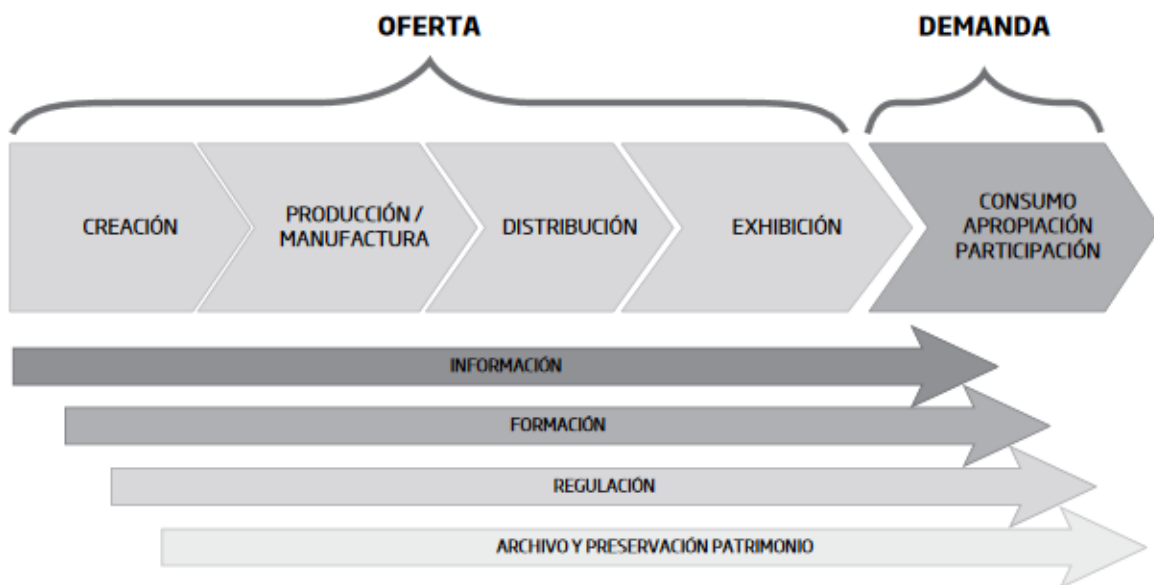 OFERTA
DEMANDA
CREACIÓN
PRODUCCIÓN /
MANUFACTURA
DISTRIBUCIÓN
EXHIBICIÓN
CONSUMO
APROPIACIÓN
PARTICIPACIÓN
INFORMACIÓN
FORMACIÓN
REGULACIÓN
ARCHIVO Y PRESERVACIÓN PATRIMONIO